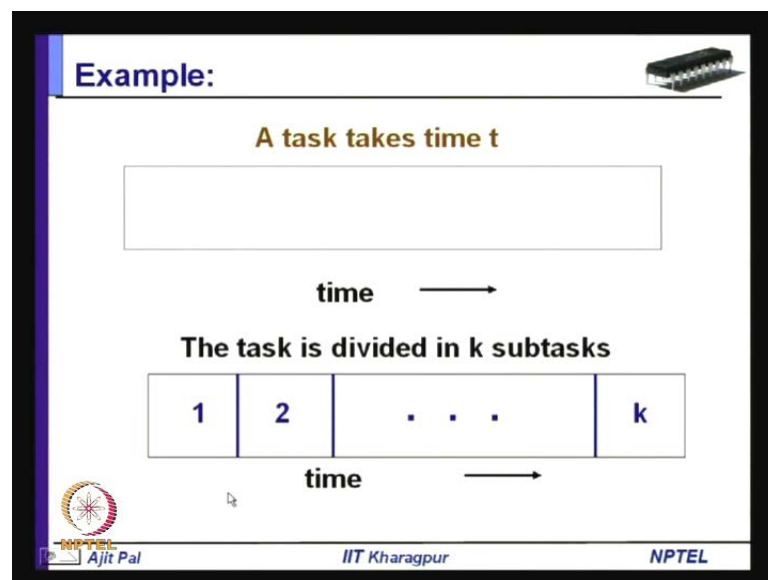 Example:
A task takes time t
time
The task is divided in k subtasks
1 2 . . . k
time
NPTEL
Ajit Pal IIT Kharagpur NPTEL